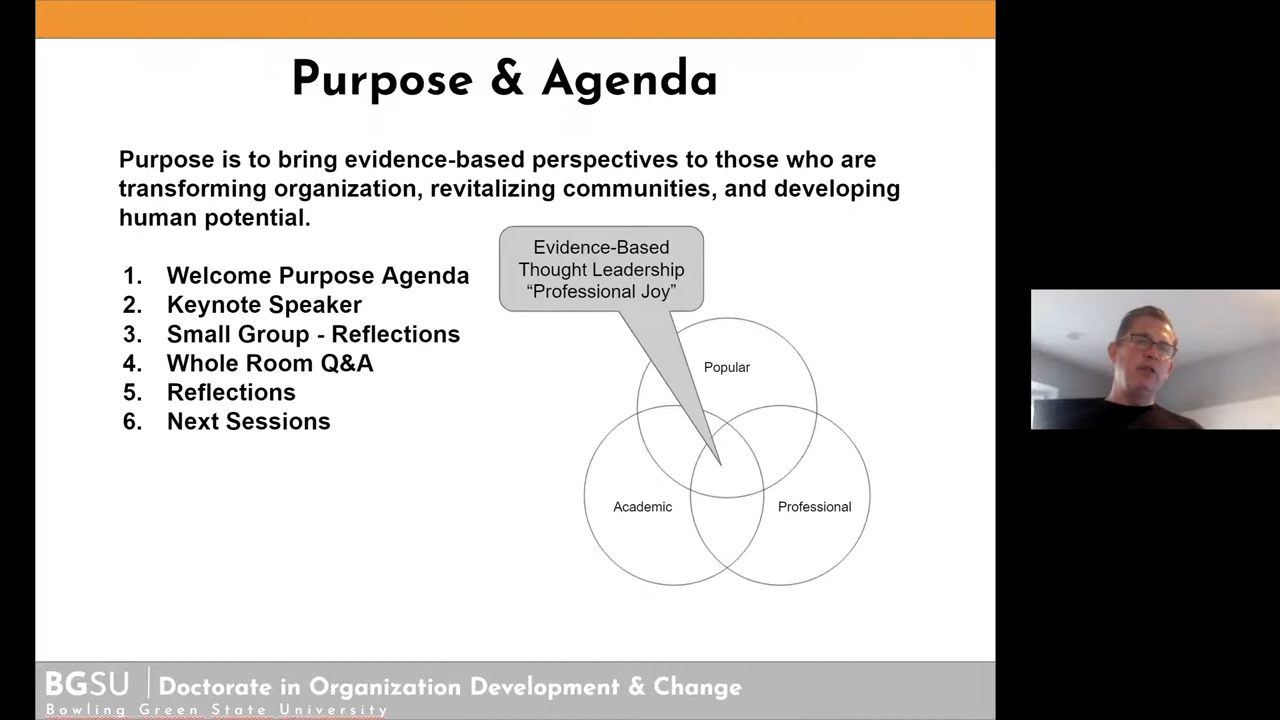 Purpose & Agenda
Purpose is to bring evidence-based perspectives to those who are
transforming organization, revitalizing communities, and developing
human potential.
1. Welcome Purpose Agenda
2. Keynote Speaker
3. Small Group - Reflections
4. Whole Room Q&A
5. Reflections
6. Next Sessions
Evidence-Based
Thought Leadership
“Professional Joy”
Popular
Academic
Professional
BGSU | Doctorate in Organization Development & Change
Bowling Green State University